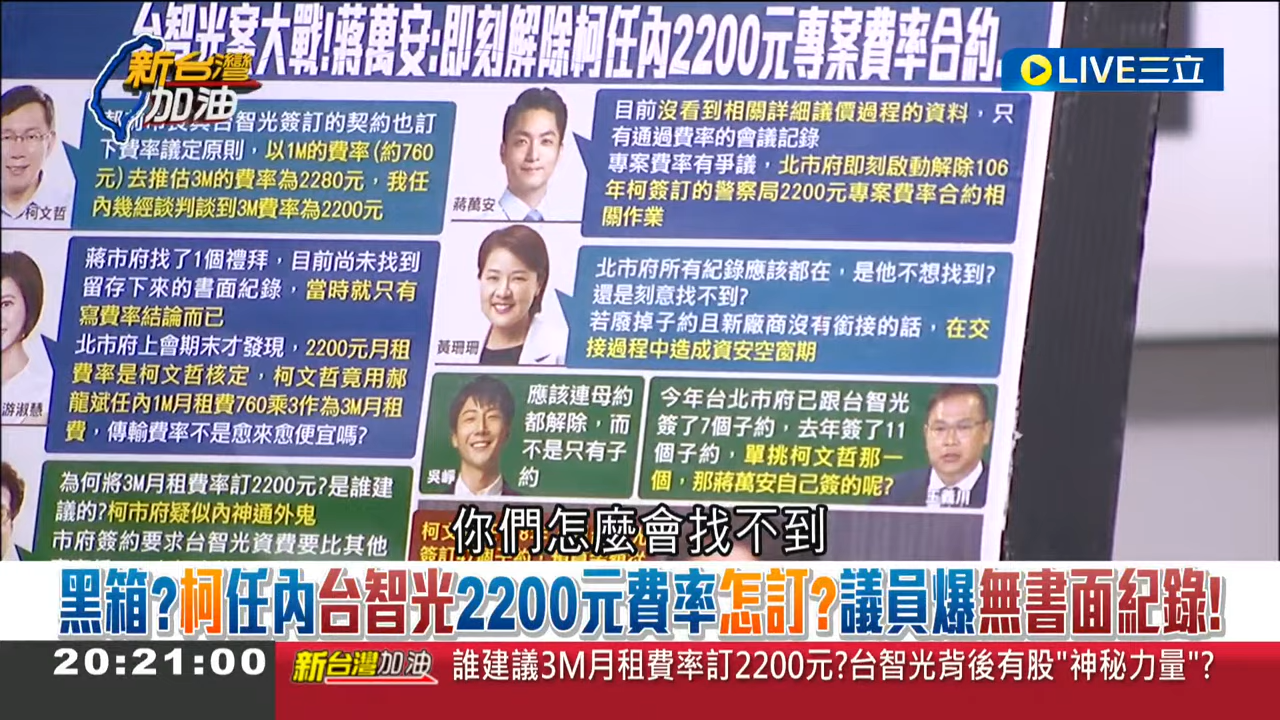 台智光案大戰!蔣萬安:即刻解除柯任內2200元專案費率合約
新台灣
加油
LIVE三立
郝前市長與台智光簽訂的契約也訂
下費率議定原則，以1M的費率(約760
元)去推估3M的費率為2280元，我任
內幾經談判談到3M費率為2200元
柯文哲
目前沒看到相關詳細議價過程的資料，只
有通過費率的會議記錄
專案費率有爭議，北市府即刻啟動解除106
年柯簽訂的警察局2200元專案費率合約相
關作業
蔣萬安
蔣市府找了1個禮拜，目前尚未找到
留存下來的書面紀錄，當時就只有
寫費率結論而已
北市府上會期末才發現，2200元月租
費率是柯文哲核定，柯文哲竟用郝
龍斌任內1M月租費760乘3作為3M月租
費，傳輸費率不是愈來愈便宜嗎?
游淑慧
北市府所有紀錄應該都在，是他不想找到?
還是刻意找不到?
若廢掉子約且新廠商沒有銜接的話，在交
接過程中造成資安空窗期
黃珊珊
應該連母約
都解除，而
不是只有子
約
吳崢
今年台北市府已跟台智光
簽了7個子約，去年簽了11
個子約，單挑柯文哲那一
個，那蔣萬安自己簽的呢?
王義川
為何將3M月租費率訂2200元?是誰建
議的?柯市府疑似內神通外鬼
市府簽約要求台智光資費要比其他
柯文
你們怎麼會找不到
黑箱?柯任內台智光2200元費率怎訂?議員爆無書面紀錄!
20:21:00
新台灣加油
誰建議3M月租費率訂2200元?台智光背後有股"神秘力量"?